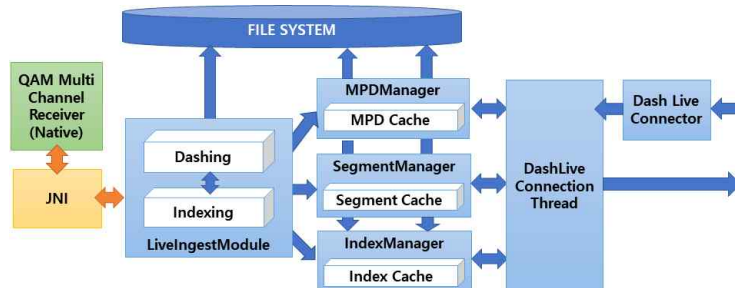 FILE SYSTEM
QAM Multi
Channel
Receiver
(Native)
JNI
Dashing
Indexing
LiveIngestModule
MPDManager
MPD Cache
SegmentManager
Segment Cache
IndexManager
Index Cache
DashLive
Connection
Thread
Dash Live
Connector